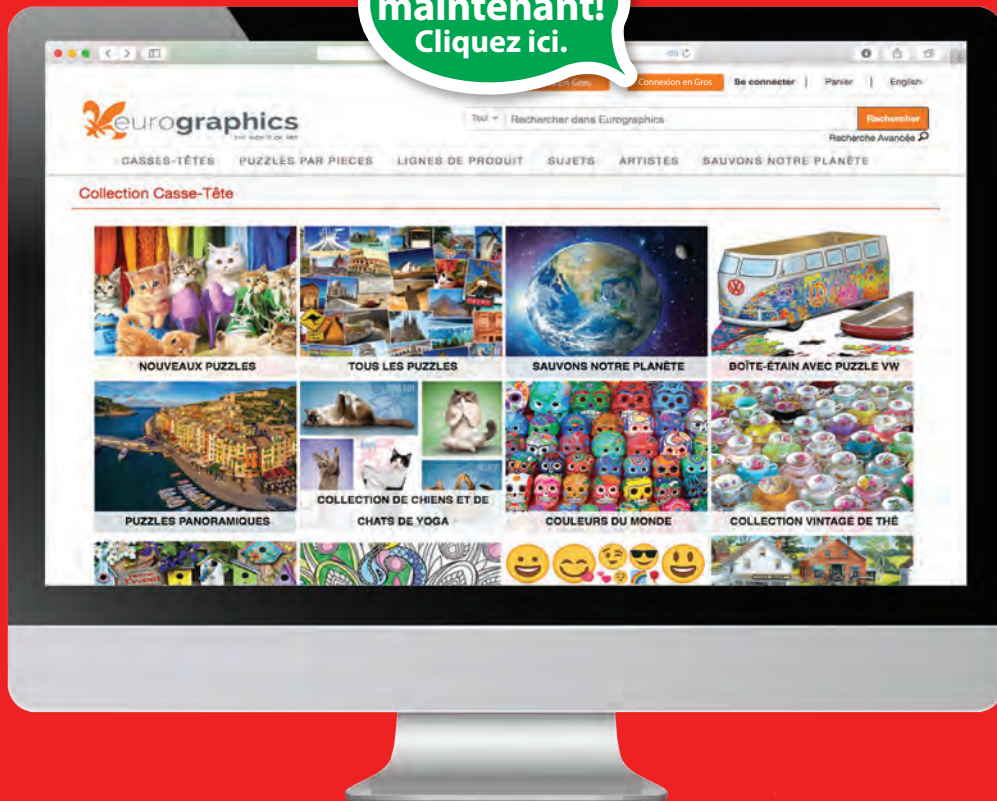 maintenant!
Cliquez ici.
En Gros
Connexion en Gros
Se connecter | Panier | English
eurographics
Tout
Rechercher dans Eurographics
Rechercher
Recherche Avancée
CASSES-TÊTES PUZZLES PAR PIECES LIGNES DE PRODUIT SUJETS ARTISTES SAUVONS NOTRE PLANÈTE
Collection Casse-Tête
NOUVEAUX PUZZLES
TOUS LES PUZZLES
SAUVONS NOTRE PLANÈTE
BOÎTE-ÉTAIN AVEC PUZZLE VW
PUZZLES PANORAMIQUES
COLLECTION DE CHIENS ET DE
CHATS DE YOGA
COULEURS DU MONDE
COLLECTION VINTAGE DE THÉ